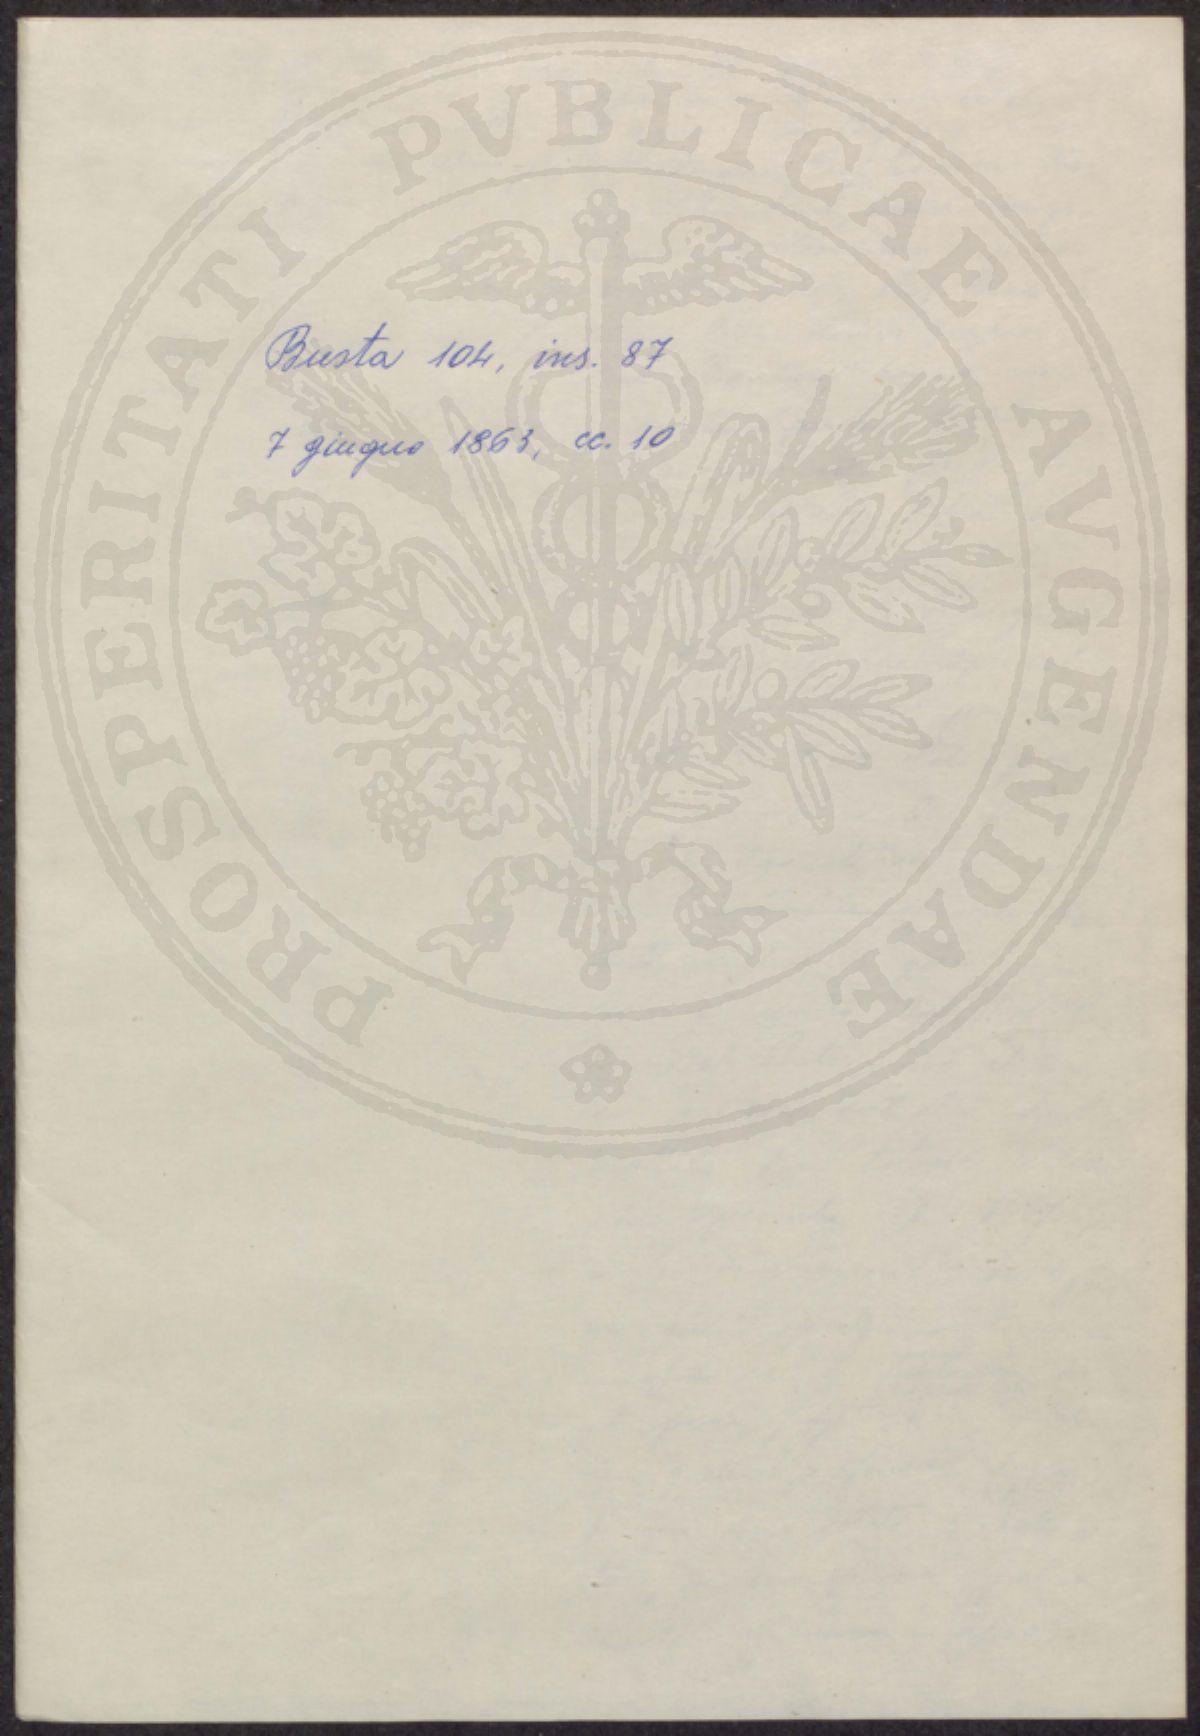 PROSPERITATI PVBLICAE AVGENDAE
Busta 104, ins. 87
7 giugno 1863, cc. 10